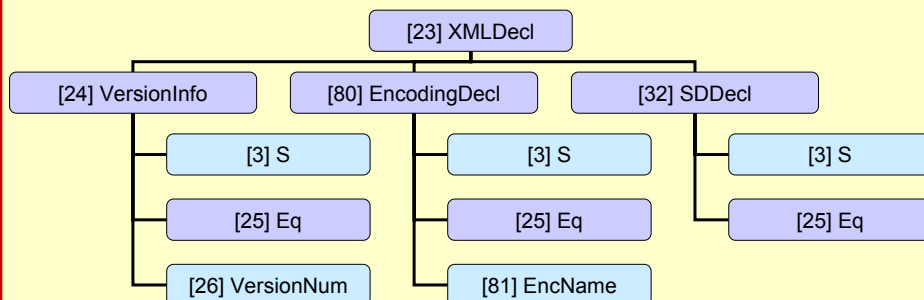 [23] XMLDecl
[24] VersionInfo
[80] EncodingDecl
[32] SDDecl
[3] S
[3] S
[3] S
[25] Eq
[25] Eq
[25] Eq
[26] VersionNum
[81] EncName